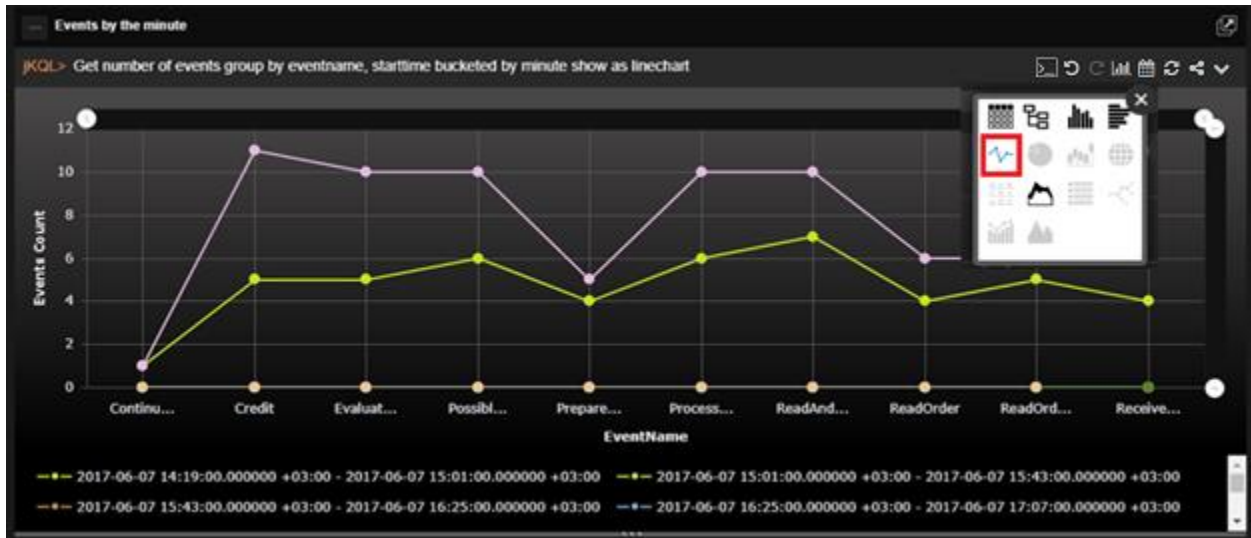 Events by the minute
jKQL> Get number of events group by eventname, starttime bucketed by minute show as linechart
12
10
8
6
4
2
0
Events Count
Continu... Credit Evaluat... Possibl... Prepare... Process... ReadAnd... ReadOrder ReadOrd... Receive...
EventName
2017-06-07 14:19:00.000000 +03:00 - 2017-06-07 15:01:00.000000 +03:00 2017-06-07 15:01:00.000000 +03:00 - 2017-06-07 15:43:00.000000 +03:00
2017-06-07 15:43:00.000000 +03:00 - 2017-06-07 16:25:00.000000 +03:00 2017-06-07 16:25:00.000000 +03:00 - 2017-06-07 17:07:00.000000 +03:00